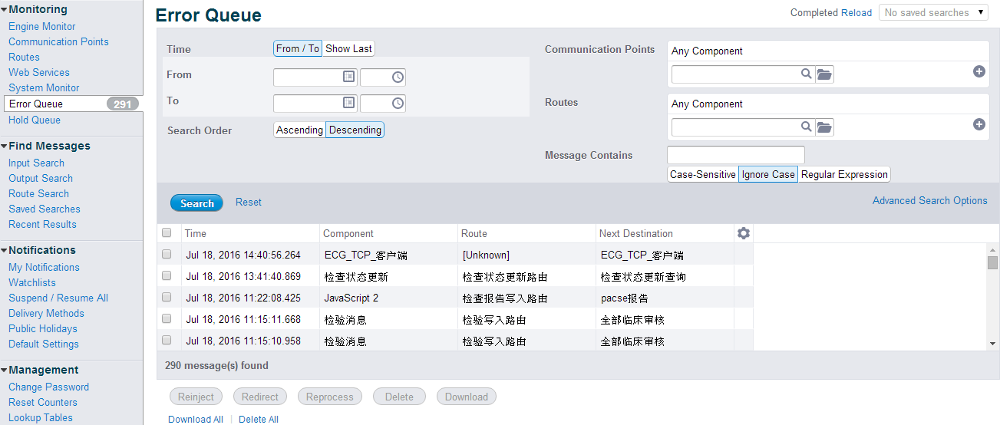 Monitoring
Engine Monitor
Communication Points
Routes
Web Services
System Monitor
Error Queue 291
Hold Queue
Find Messages
Input Search
Output Search
Route Search
Saved Searches
Recent Results
Notifications
My Notifications
Watchlists
Suspend / Resume All
Delivery Methods
Public Holidays
Default Settings
Management
Change Password
Reset Counters
Lookup Tables
Error Queue
Completed Reload No saved searches
Time From / To Show Last
From
To
Search Order Ascending Descending
Communication Points Any Component
Routes Any Component
Message Contains
Case-Sensitive Ignore Case Regular Expression
Search Reset Advanced Search Options
Time Component Route Next Destination
Jul 18, 2016 14:40:56.264 ECG_TCP_客户端 [Unknown] ECG_TCP_客户端
Jul 18, 2016 13:41:40.869 检查状态更新 检查状态更新路由 检查状态更新查询
Jul 18, 2016 11:22:08.425 JavaScript 2 检查报告写入路由 pacse报告
Jul 18, 2016 11:15:11.668 检验消息 检验写入路由 全部临床审核
Jul 18, 2016 11:15:10.958 检验消息 检验写入路由 全部临床审核
290 message(s) found
Reinject Redirect Reprocess Delete Download
Download All | Delete All